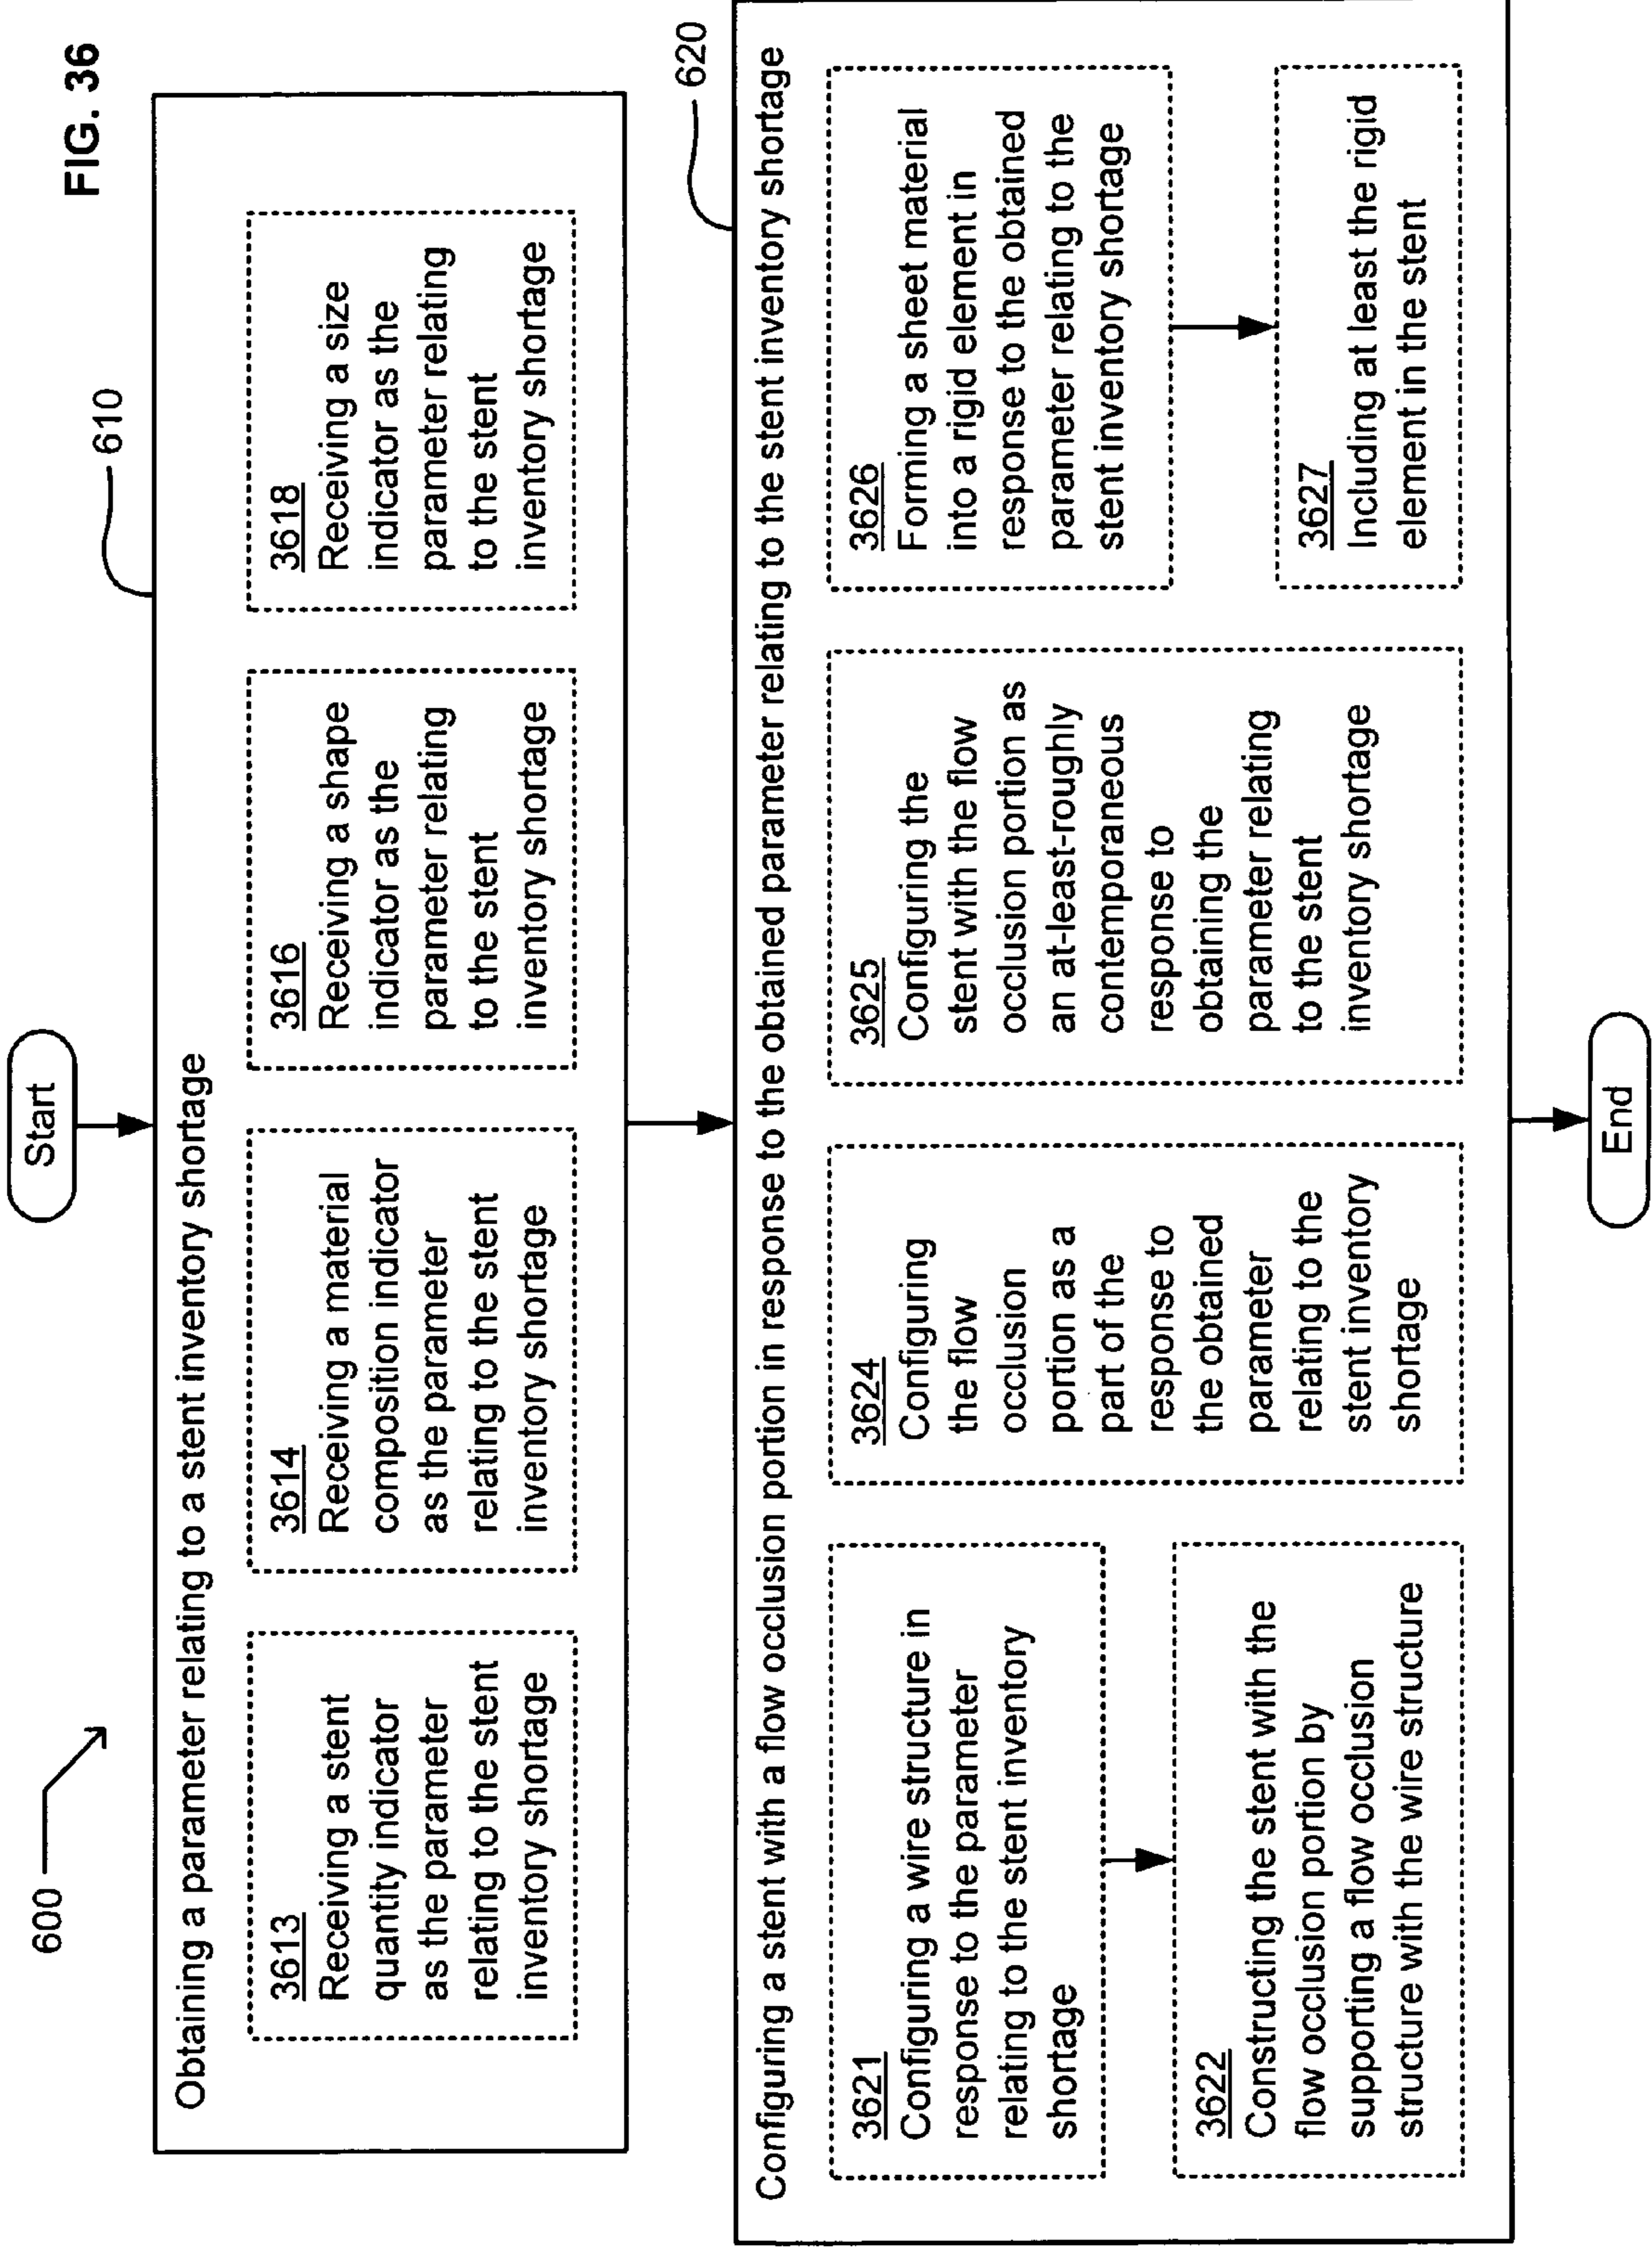 FIG. 36
600
Start
610
Obtaining a parameter relating to a stent inventory shortage
3613
Receiving a stent
quantity indicator
as the parameter
relating to the stent
inventory shortage
3614
Receiving a material
composition indicator
as the parameter
relating to the stent
inventory shortage
3616
Receiving a shape
indicator as the
parameter relating
to the stent
inventory shortage
3618
Receiving a size
indicator as the
parameter relating
to the stent
inventory shortage
620
Configuring a stent with a flow occlusion portion in response to the obtained parameter relating to the stent inventory shortage
3621
Configuring a wire structure in
response to the parameter
relating to the stent inventory
shortage
3622
Constructing the stent with the
flow occlusion portion by
supporting a flow occlusion
structure with the wire structure
3624
Configuring
the flow
occlusion
portion as a
part of the
response to
the obtained
parameter
relating to the
stent inventory
shortage
3625
Configuring the
stent with the flow
occlusion portion as
an at-least-roughly
contemporaneous
response to
obtaining the
parameter relating
to the stent
inventory shortage
3626
Forming a sheet material
into a rigid element in
response to the obtained
parameter relating to the
stent inventory shortage
3627
Including at least the rigid
element in the stent
End